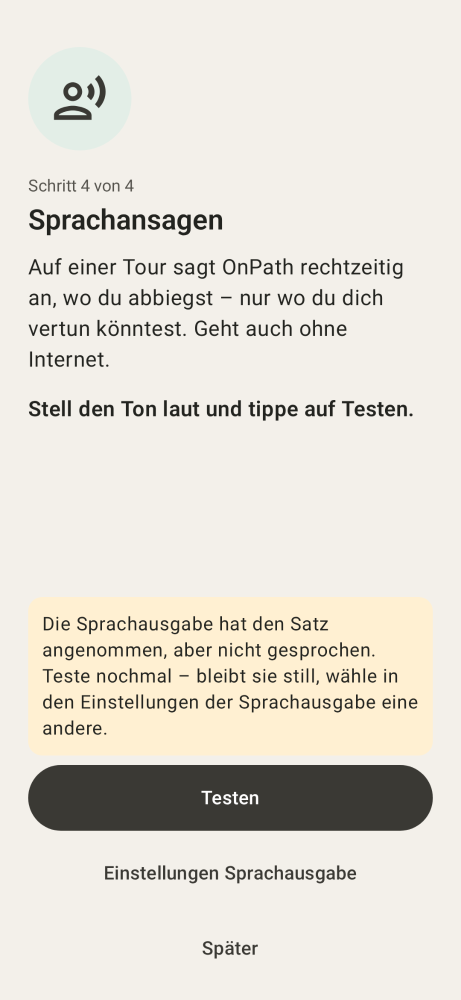 Schritt 4 von 4
Sprachansagen
Auf einer Tour sagt OnPath rechtzeitig
an, wo du abbiegst – nur wo du dich
vertun könntest. Geht auch ohne
Internet.
Stell den Ton laut und tippe auf Testen.
Die Sprachausgabe hat den Satz
angenommen, aber nicht gesprochen.
Teste nochmal – bleibt sie still, wähle in
den Einstellungen der Sprachausgabe eine
andere.
Testen
Einstellungen Sprachausgabe
Später